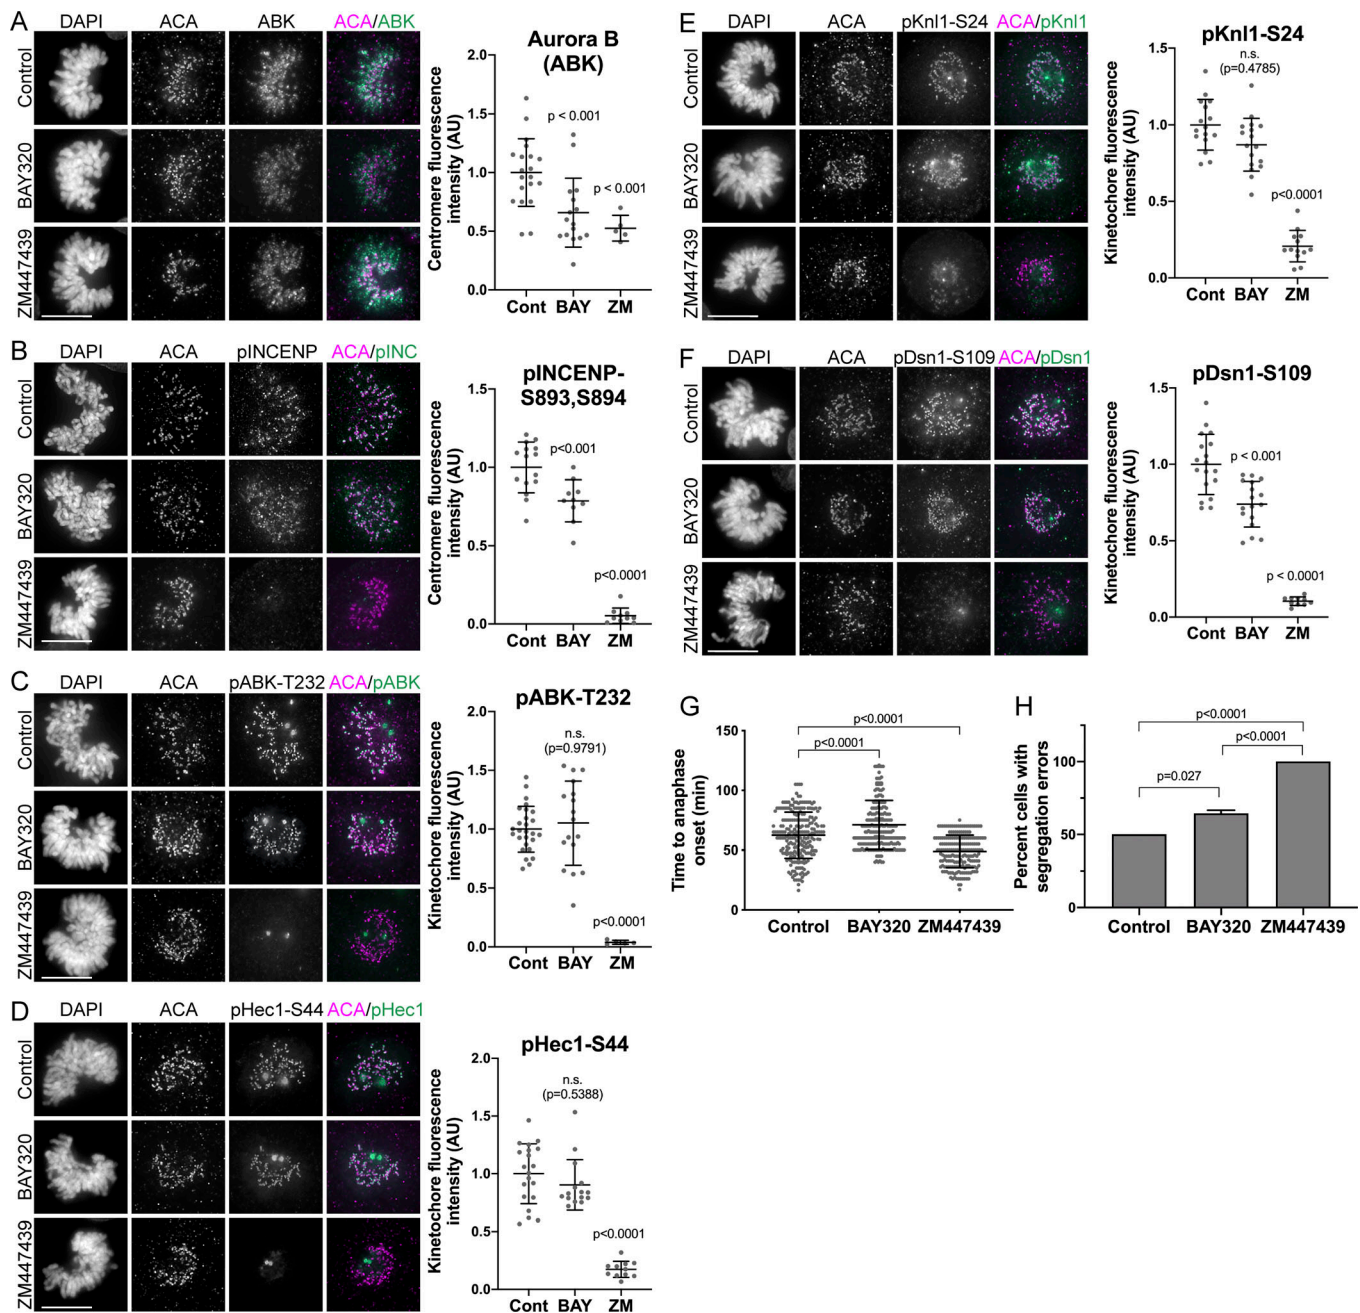 A
DAPI
ACA
ABK
ACA/ABK
Control
BAY320
ZM447439
Aurora B
(ABK)
Centromere fluorescence
intensity (AU)
2.0
1.5
1.0
0.5
0.0
p < 0.001
p < 0.001
Cont
BAY
ZM
B
DAPI
ACA
pINCENP
ACA/pINC
Control
BAY320
ZM447439
pINCENP-
S893,S894
Centromere fluorescence
intensity (AU)
1.5
1.0
0.5
0.0
p<0.001
p<0.0001
Cont
BAY
ZM
C
DAPI
ACA
pABK-T232
ACA/pABK
Control
BAY320
ZM447439
pABK-T232
Kinetochore fluorescence
intensity (AU)
2.0
1.5
1.0
0.5
0.0
n.s.
(p=0.9791)
p<0.0001
Cont
BAY
ZM
D
DAPI
ACA
pHec1-S44
ACA/pHec1
Control
BAY320
ZM447439
pHec1-S44
Kinetochore fluorescence
intensity (AU)
2.0
1.5
1.0
0.5
0.0
n.s.
(p=0.5388)
p<0.0001
Cont
BAY
ZM
E
DAPI
ACA
pKnl1-S24
ACA/pKnl1
Control
BAY320
ZM447439
pKnl1-S24
Kinetochore fluorescence
intensity (AU)
1.5
1.0
0.5
0.0
n.s.
(p=0.4785)
p<0.0001
Cont
BAY
ZM
F
DAPI
ACA
pDsn1-S109
ACA/pDsn1
Control
BAY320
ZM447439
pDsn1-S109
Kinetochore fluorescence
intensity (AU)
1.5
1.0
0.5
0.0
p < 0.001
p < 0.0001
Cont
BAY
ZM
G
Time to anaphase
onset (min)
150
100
50
0
p<0.0001
p<0.0001
Control
BAY320
ZM447439
H
Percent cells with
segregation errors
100
50
0
p<0.0001
p<0.0001
p=0.027
Control
BAY320
ZM447439